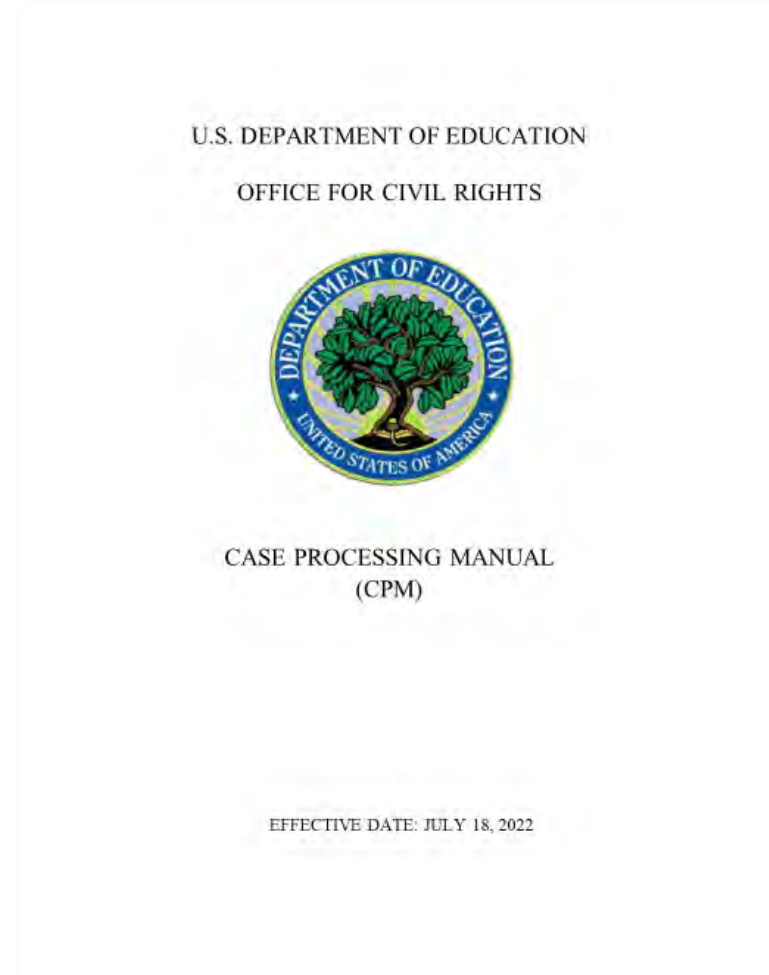 U.S. DEPARTMENT OF EDUCATION
OFFICE FOR CIVIL RIGHTS
DEPARTMENT OF EDUCATION
UNITED STATES OF AMERICA
CASE PROCESSING MANUAL
(CPM)
EFFECTIVE DATE: JULY 18, 2022